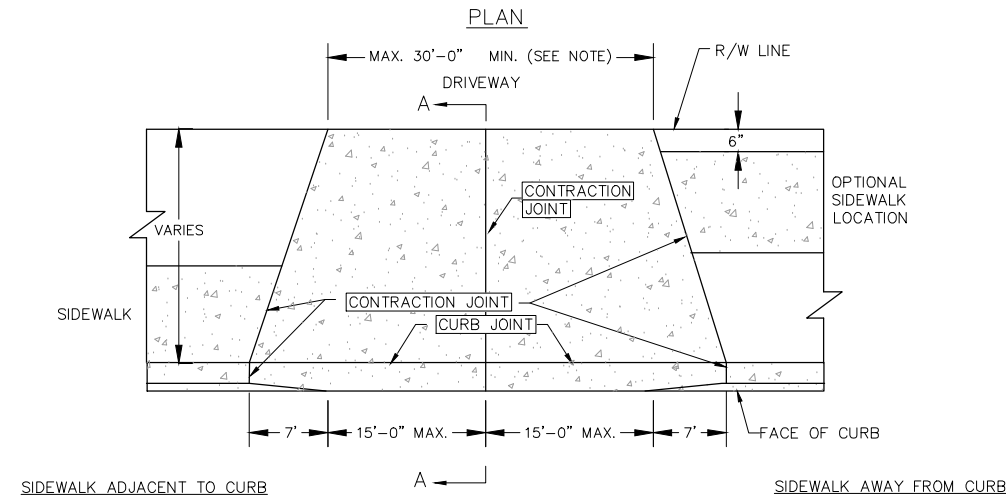 PLAN
MAX. 30'-0" MIN. (SEE NOTE)
R/W LINE
DRIVEWAY
A
6"
CONTRACTION
JOINT
OPTIONAL
SIDEWALK
LOCATION
VARIES
SIDEWALK
CONTRACTION JOINT
CURB JOINT
7' 15'-0" MAX. 15'-0" MAX. 7'
FACE OF CURB
A
SIDEWALK ADJACENT TO CURB
SIDEWALK AWAY FROM CURB